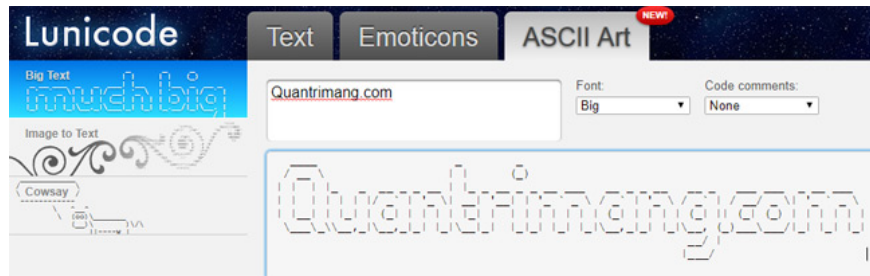 Lunicode
Text
Emoticons
ASCII Art
NEW!
Big Text
much big
Image to Text
Cowsay
Quantrimang.com
Font:
Big
Code comments:
None
Quantrimang.com